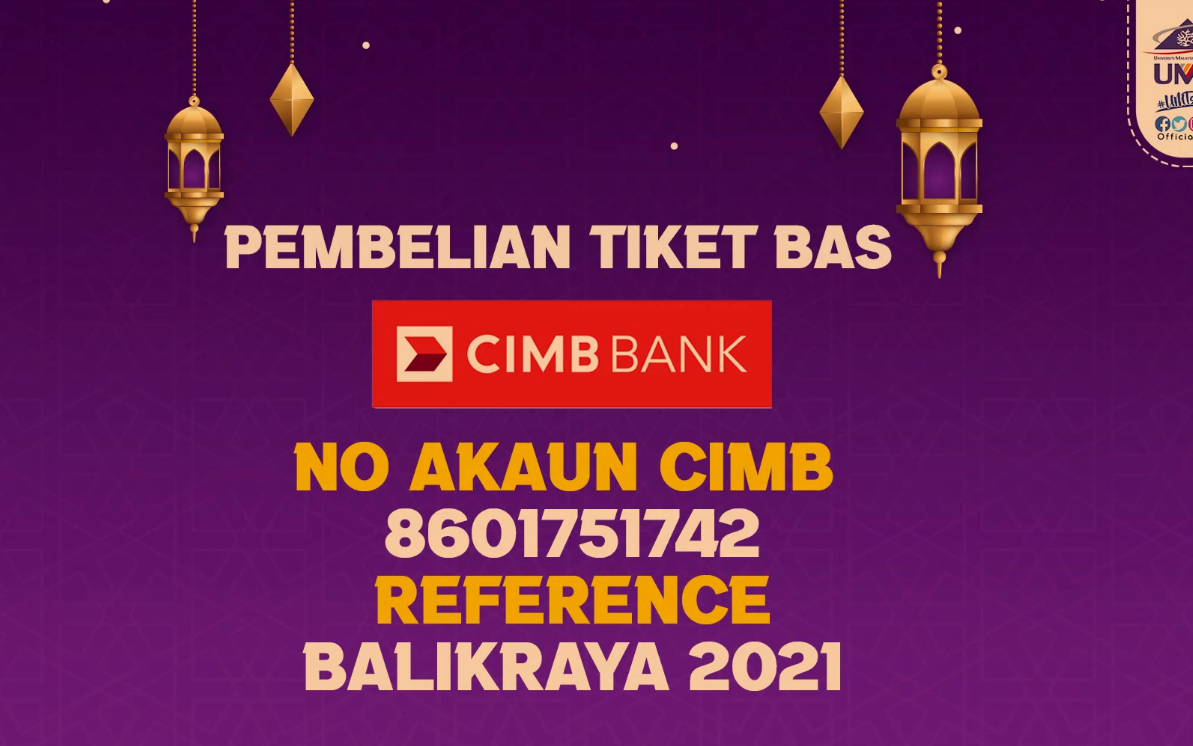 PEMBELIAN TIKET BAS
CIMB BANK
NO AKAUN CIMB
8601751742
REFERENCE
BALIKRAYA 2021